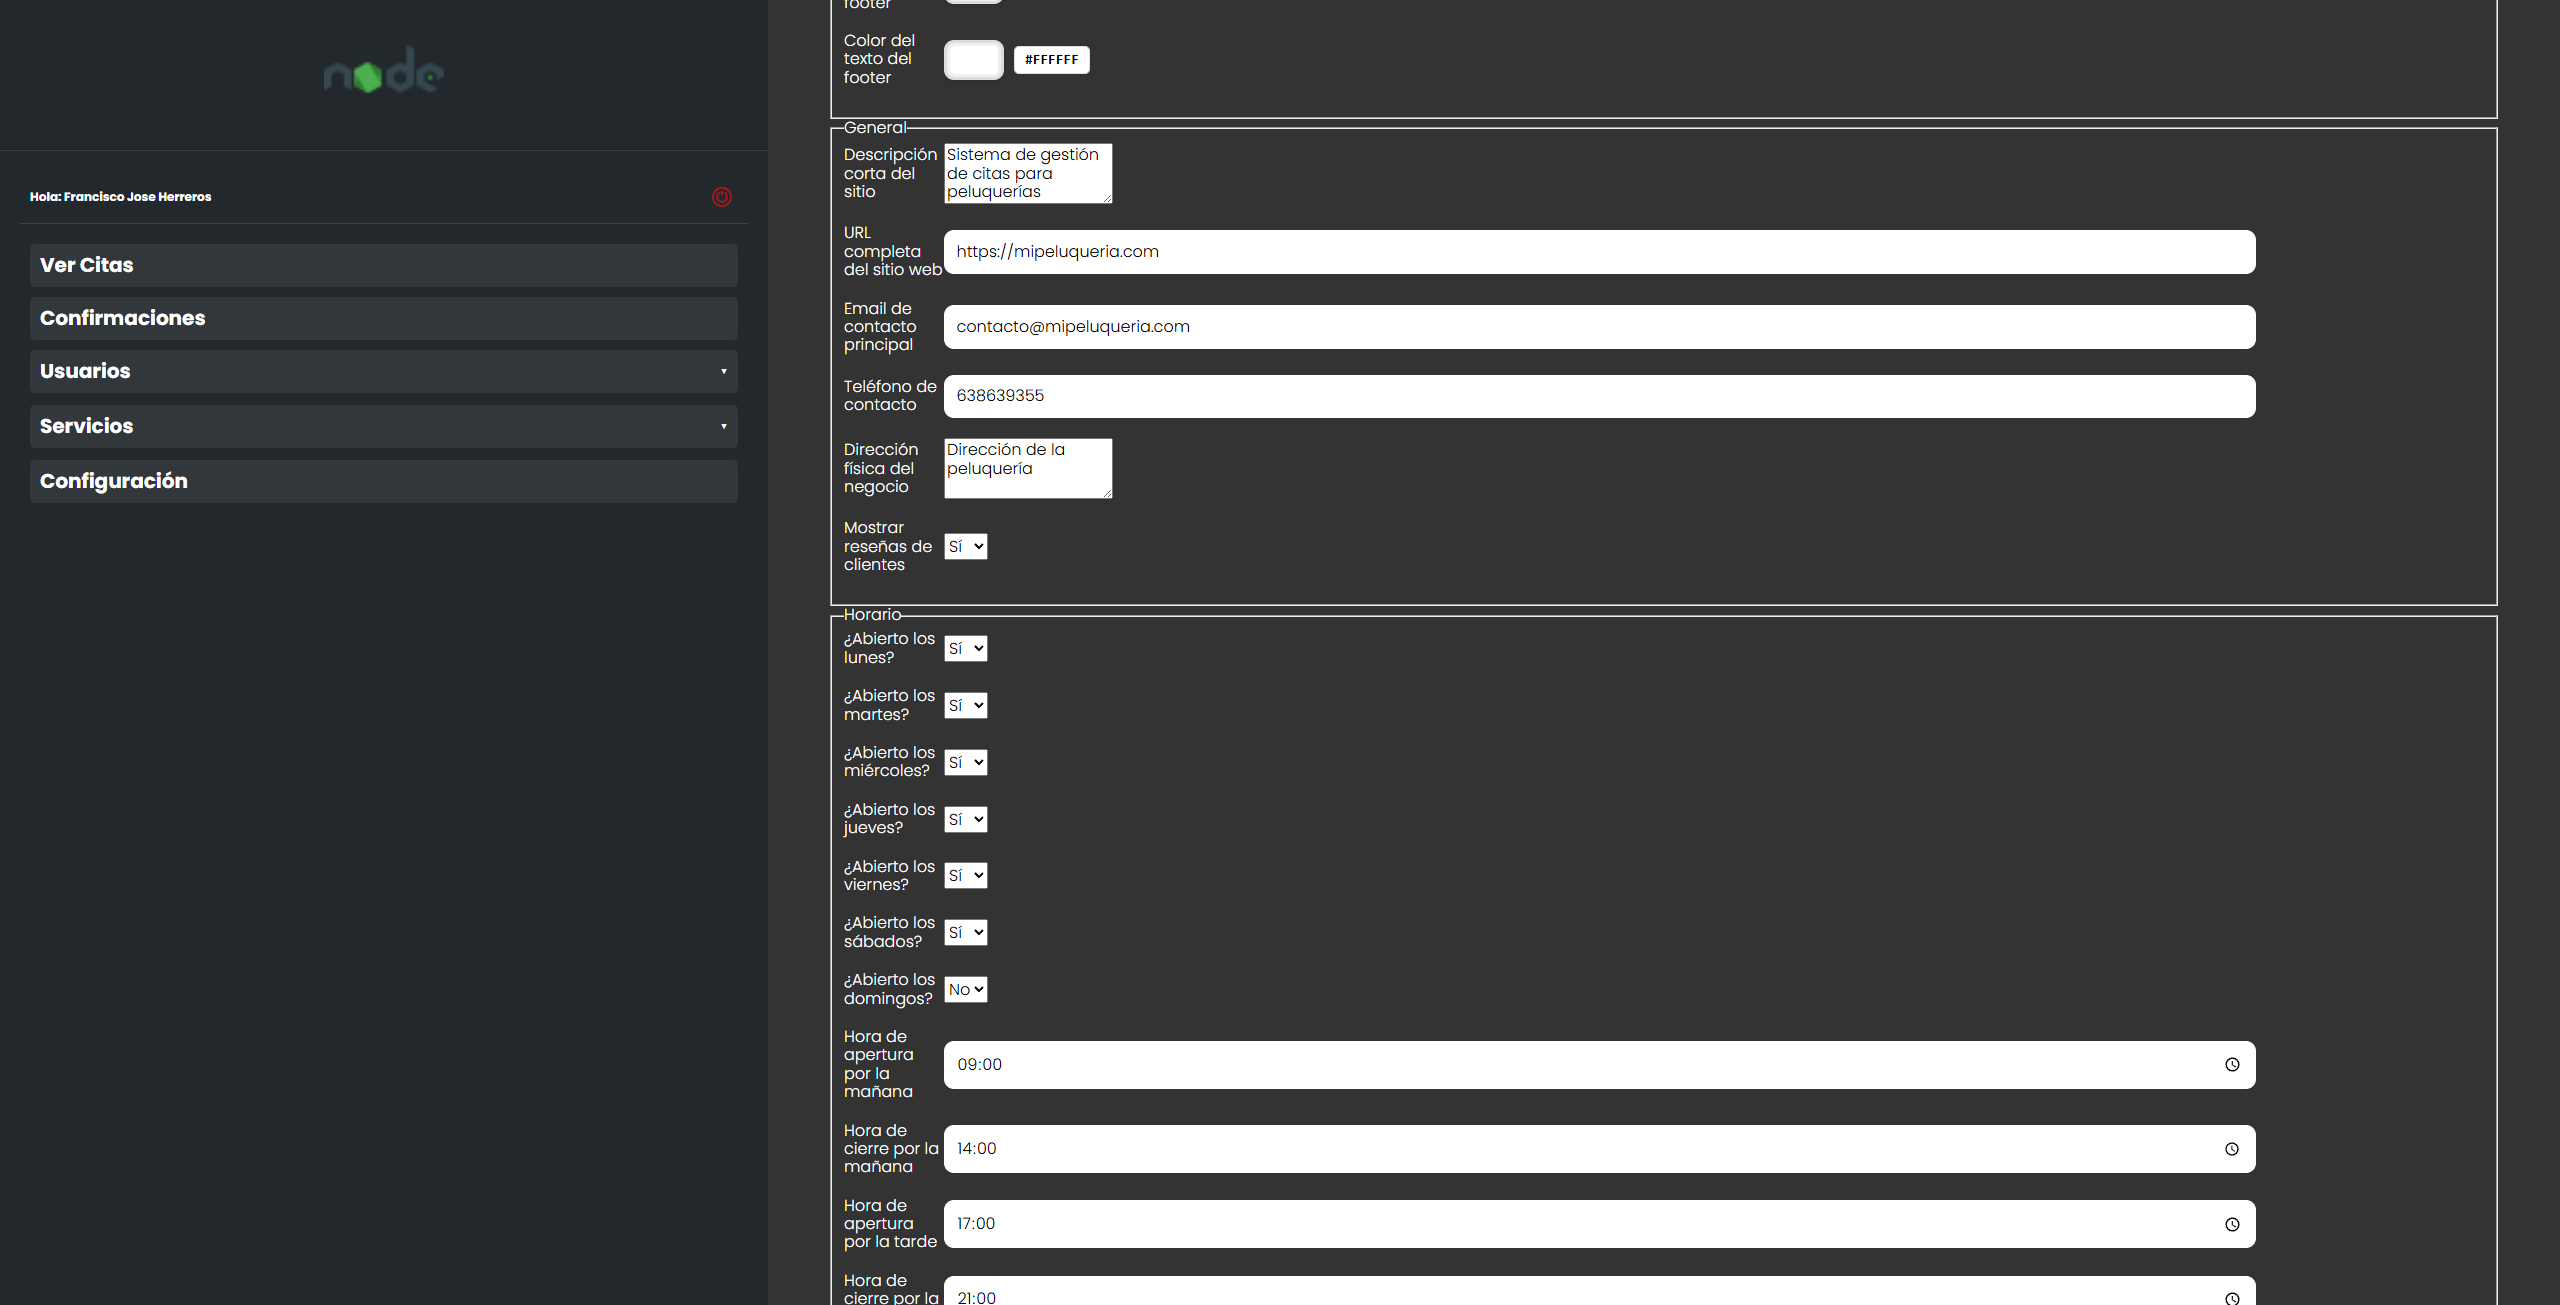 node
Hola: Francisco Jose Herreros
Ver Citas
Confirmaciones
Usuarios
Servicios
Configuración
footer
Color del
texto del
footer
#FFFFFF
General
Descripción
corta del
sitio
Sistema de gestión
de citas para
peluquerías
URL
completa
del sitio web
https://mipeluqueria.com
Email de
contacto
principal
contacto@mipeluqueria.com
Teléfono de
contacto
638639355
Dirección
física del
negocio
Dirección de la
peluquería
Mostrar
reseñas de
clientes
Sí
Horario
¿Abierto los
lunes?
Sí
¿Abierto los
martes?
Sí
¿Abierto los
miércoles?
Sí
¿Abierto los
jueves?
Sí
¿Abierto los
viernes?
Sí
¿Abierto los
sábados?
Sí
¿Abierto los
domingos?
No
Hora de
apertura
por la
mañana
09:00
Hora de
cierre por la
mañana
14:00
Hora de
apertura
por la tarde
17:00
Hora de
cierre por la
21:00